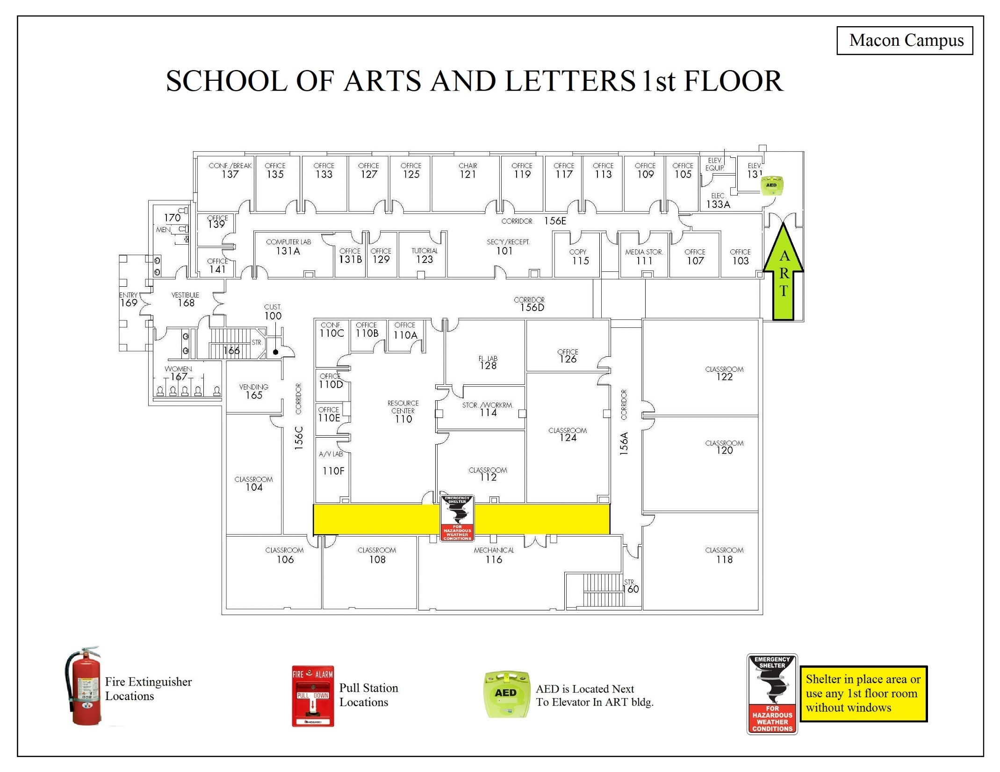 Macon Campus
SCHOOL OF ARTS AND LETTERS 1st FLOOR
CONF./BREAK
137
OFFICE
135
OFFICE
133
OFFICE
127
OFFICE
125
CHAIR
121
OFFICE
119
OFFICE
117
OFFICE
113
OFFICE
109
OFFICE
105
ELEV.
EQUIP.
ELEV.
131
AED
ELEC.
133A
170
MEN
OFFICE
139
CORRIDOR 156E
OFFICE
141
COMPUTER LAB
131A
OFFICE
131B
OFFICE
129
TUTORIAL
123
SEC'Y/RECEPT.
101
COPY
115
MEDIA STOR.
111
OFFICE
107
OFFICE
103
A
R
T
ENTRY
169
VESTIBULE
168
CUST.
100
CORRIDOR
156D
CONF.
110C
OFFICE
110B
OFFICE
110A
STR.
166
WOMEN
167
VENDING
165
OFFICE
110D
OFFICE
110E
A/V LAB
110F
156C CORRIDOR
RESOURCE
CENTER
110
FL. LAB
128
STOR./WORKRM.
114
CLASSROOM
112
OFFICE
126
CLASSROOM
124
156A CORRIDOR
CLASSROOM
122
CLASSROOM
120
CLASSROOM
104
EMERGENCY
SHELTER
FOR
HAZARDOUS
WEATHER
CONDITIONS
CLASSROOM
106
CLASSROOM
108
MECHANICAL
116
STR.
160
CLASSROOM
118
Fire Extinguisher
Locations
FIRE ALARM
PULL DOWN
HOCHIKI
Pull Station
Locations
AED
AED is Located Next
To Elevator In ART bldg.
EMERGENCY
SHELTER
FOR
HAZARDOUS
WEATHER
CONDITIONS
Shelter in place area or
use any 1st floor room
without windows